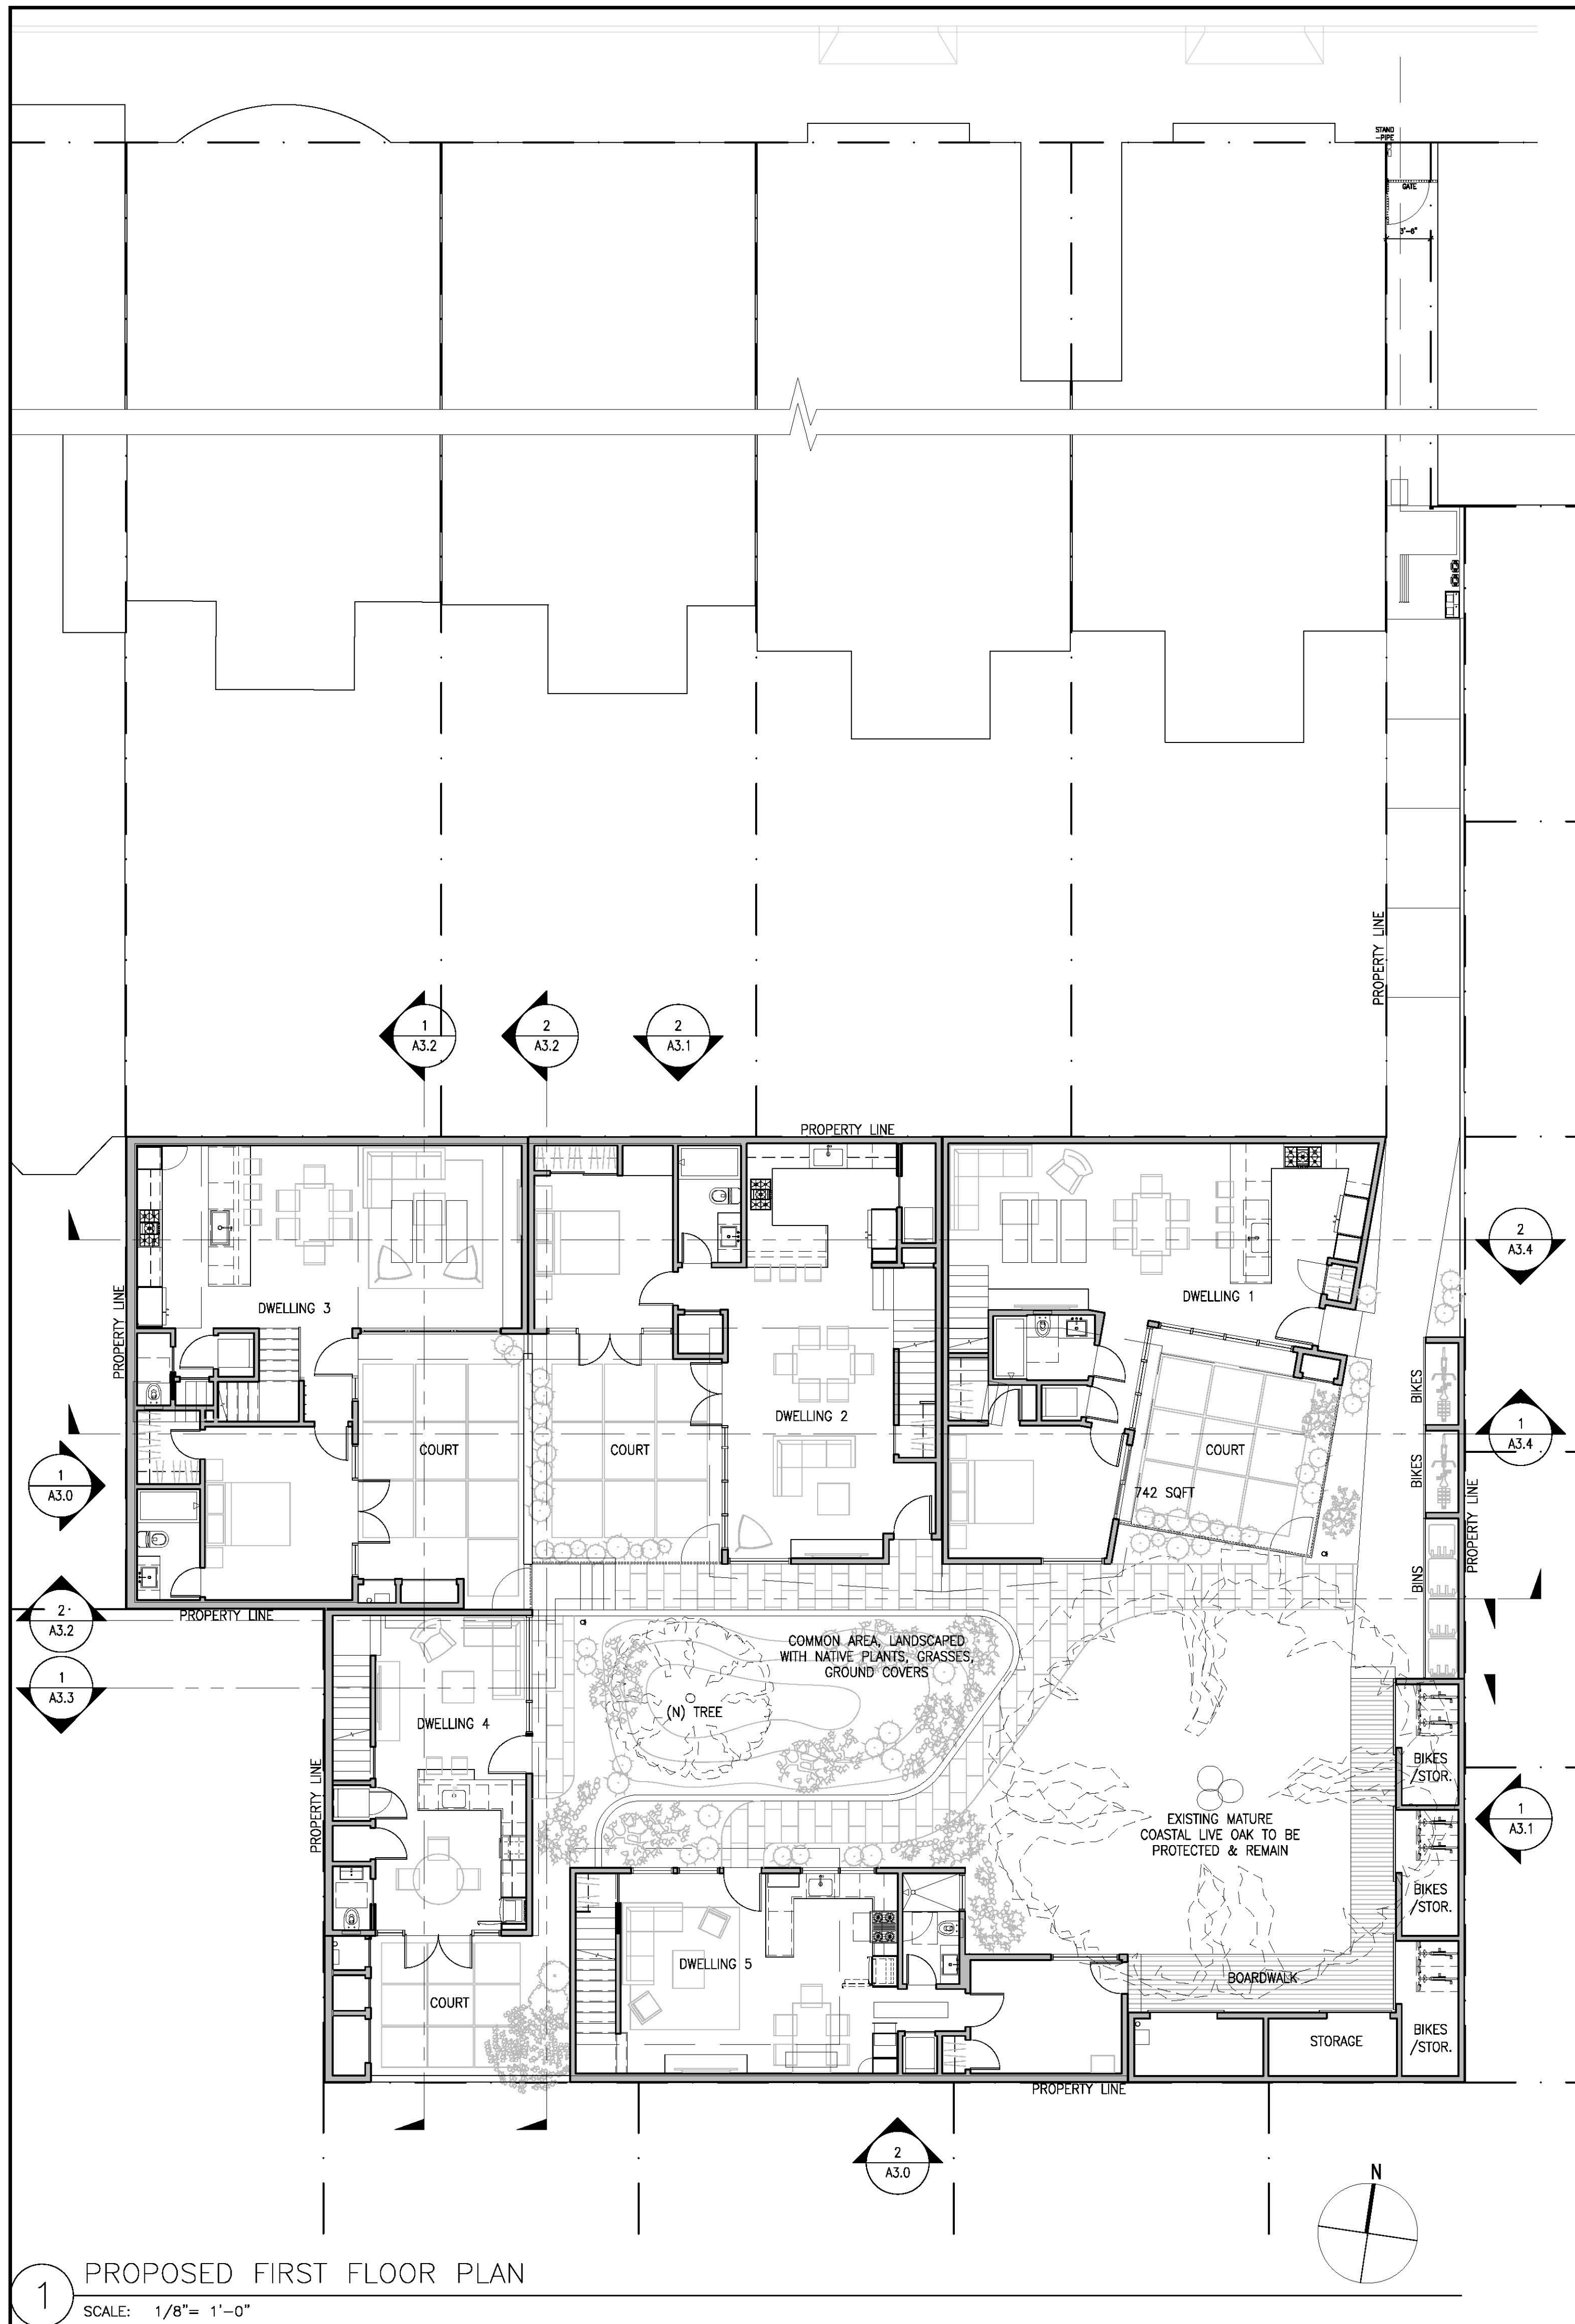 STAND
-PIPE
GATE
3'-6"
PROPERTY LINE
1
A3.2
2
A3.2
2
A3.1
PROPERTY LINE
2
A3.4
DWELLING 3
DWELLING 1
PROPERTY LINE
BIKES
DWELLING 2
1
A3.4
COURT
COURT
COURT
1
A3.0
742 SQFT
BIKES
PROPERTY LINE
BINS
2
A3.2
PROPERTY LINE
COMMON AREA, LANDSCAPED
WITH NATIVE PLANTS, GRASSES,
GROUND COVERS
1
A3.3
(N) TREE
DWELLING 4
BIKES
/STOR.
PROPERTY LINE
EXISTING MATURE
COASTAL LIVE OAK TO BE
PROTECTED & REMAIN
1
A3.1
BIKES
/STOR.
DWELLING 5
BOARDWALK
COURT
BIKES
/STOR.
STORAGE
PROPERTY LINE
2
A3.0
N
1
PROPOSED FIRST FLOOR PLAN
SCALE: 1/8"= 1'-0"